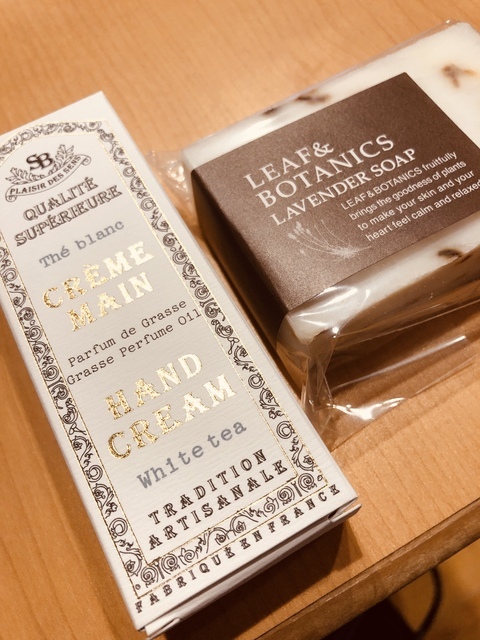 SB
PLAISIR DES SENS
QUALITÉ
SUPÉRIEURE
Thé blanc
CRÈME
MAIN
Parfum de Grasse
Grasse Perfume Oil
HAND
CREAM
White tea
TRADITION
ARTISANALE
FABRIQUÉ EN FRANCE
LEAF&
BOTANICS
LAVENDER SOAP
LEAF & BOTANICS fruitfully
brings the goodness of plants
to make your skin and your
heart feel calm and relaxed